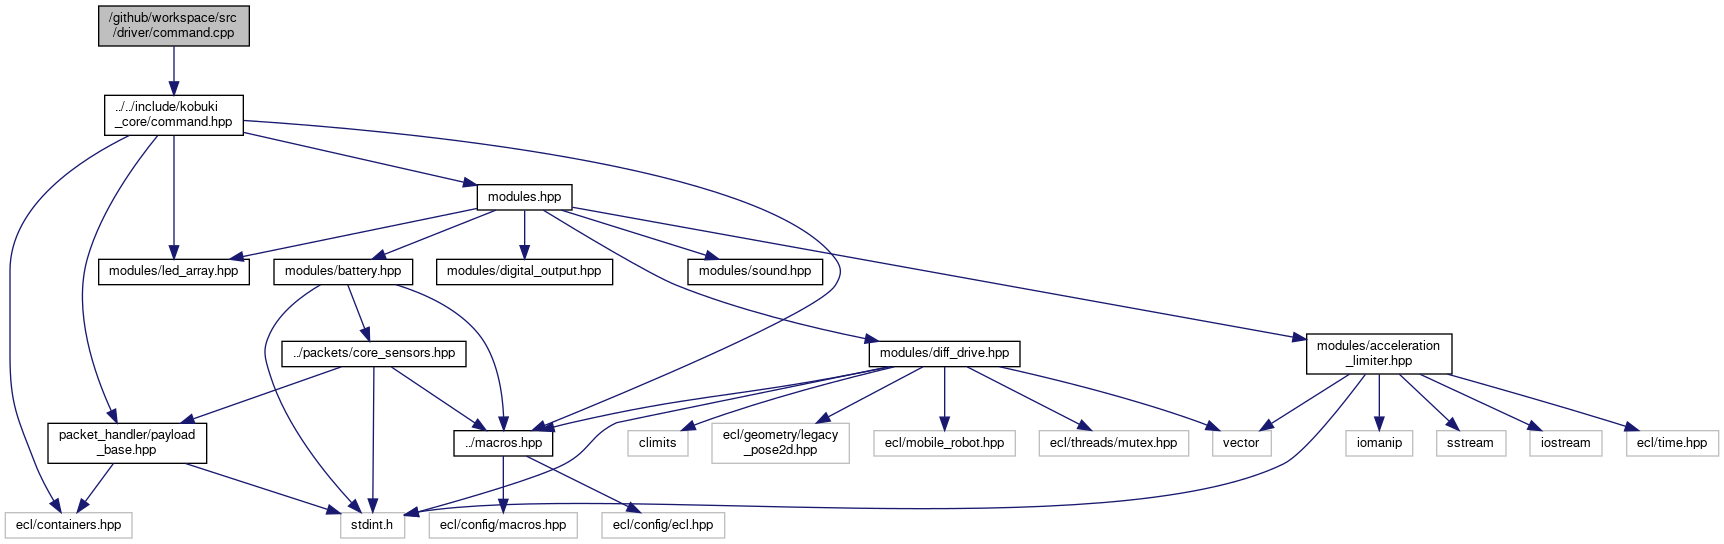 /github/workspace/src
/driver/command.cpp
../../include/kobuki
_core/command.hpp
modules.hpp
modules/led_array.hpp
modules/battery.hpp
modules/digital_output.hpp
modules/sound.hpp
../packets/core_sensors.hpp
modules/diff_drive.hpp
modules/acceleration
_limiter.hpp
packet_handler/payload
_base.hpp
../macros.hpp
climits
ecl/geometry/legacy
_pose2d.hpp
ecl/mobile_robot.hpp
ecl/threads/mutex.hpp
vector
iomanip
sstream
iostream
ecl/time.hpp
ecl/containers.hpp
stdint.h
ecl/config/macros.hpp
ecl/config/ecl.hpp